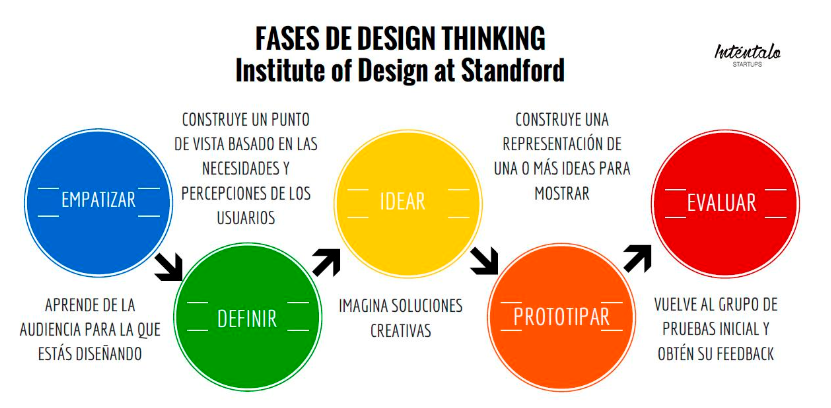 FASES DE DESIGN THINKING
Institute of Design at Standford
Inténtalo
STARTUPS
EMPATIZAR
APRENDE DE LA
AUDIENCIA PARA LA QUE
ESTÁS DISEÑANDO
CONSTRUYE UN PUNTO
DE VISTA BASADO EN LAS
NECESIDADES Y
PERCEPCIONES DE LOS
USUARIOS
DEFINIR
IDEAR
IMAGINA SOLUCIONES
CREATIVAS
CONSTRUYE UNA
REPRESENTACIÓN DE
UNA O MÁS IDEAS PARA
MOSTRAR
PROTOTIPAR
EVALUAR
VUELVE AL GRUPO DE
PRUEBAS INICIAL Y
OBTÉN SU FEEDBACK